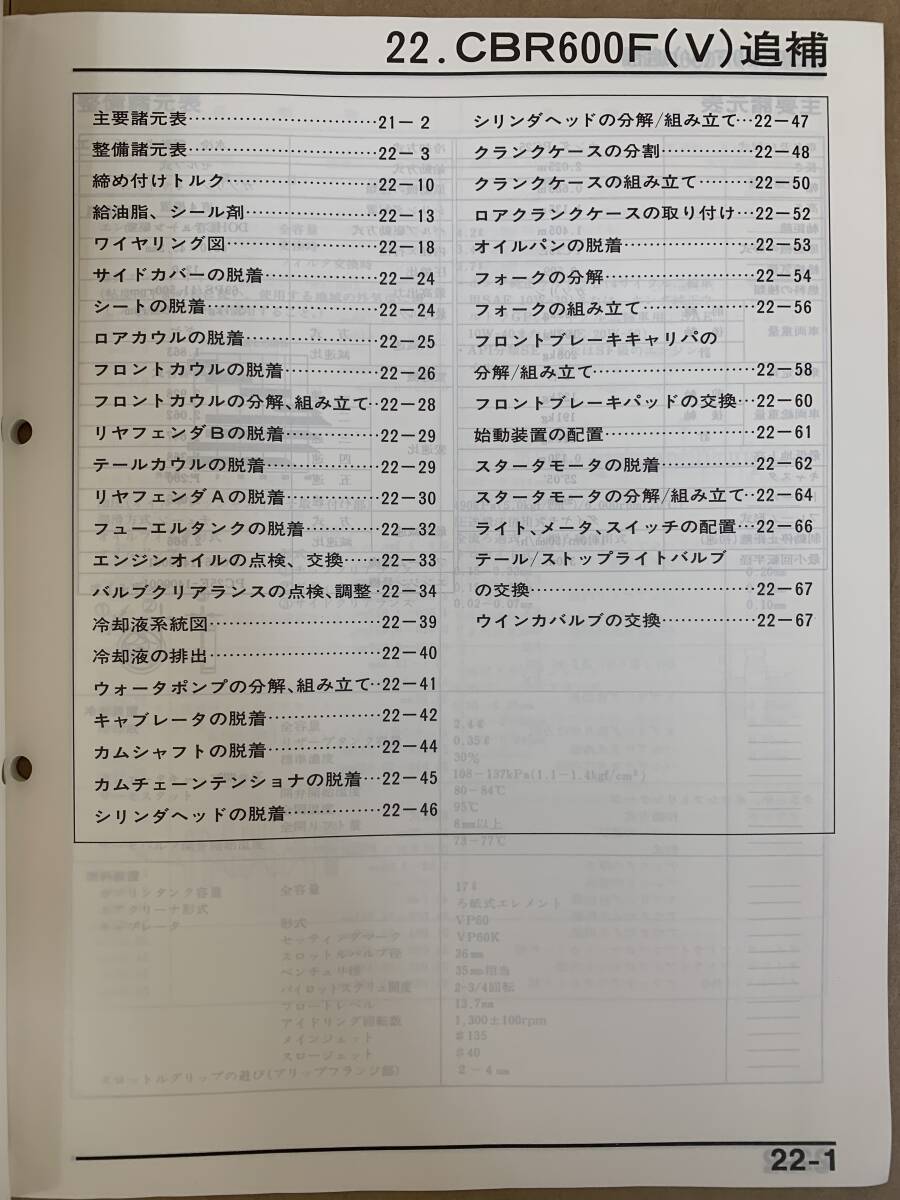 22.CBR600F(V)追補
主要諸元表……………………………21−2
整備諸元表……………………………22−3
締め付けトルク………………………22−10
給油脂、シール剤……………………22−13
ワイヤリング図………………………22−18
サイドカバーの脱着…………………22−24
シートの脱着…………………………22−24
ロアカウルの脱着……………………22−25
フロントカウルの脱着………………22−26
フロントカウルの分解、組み立て‥22−28
リヤフェンダBの脱着………………22−29
テールカウルの脱着…………………22−29
リヤフェンダAの脱着………………22−30
フューエルタンクの脱着……………22−32
エンジンオイルの点検、交換………22−33
バルブクリアランスの点検、調整‥22−34
冷却液系統図…………………………22−39
冷却液の排出…………………………22−40
ウォータポンプの分解、組み立て‥22−41
キャブレータの脱着…………………22−42
カムシャフトの脱着…………………22−44
カムチェーンテンショナの脱着……22−45
シリンダヘッドの脱着………………22−46
シリンダヘッドの分解/組み立て…22−47
クランクケースの分割………………22−48
クランクケースの組み立て…………22−50
ロアクランクケースの取り付け……22−52
オイルパンの脱着……………………22−53
フォークの分解………………………22−54
フォークの組み立て…………………22−56
フロントブレーキキャリパの
分解/組み立て………………………22−58
フロントブレーキパッドの交換……22−60
始動装置の配置………………………22−61
スタータモータの脱着………………22−62
スタータモータの分解/組み立て…22−64
ライト、メータ、スイッチの配置…22−66
テール/ストップライトバルブ
の交換…………………………………22−67
ウインカバルブの交換………………22−67
22-1